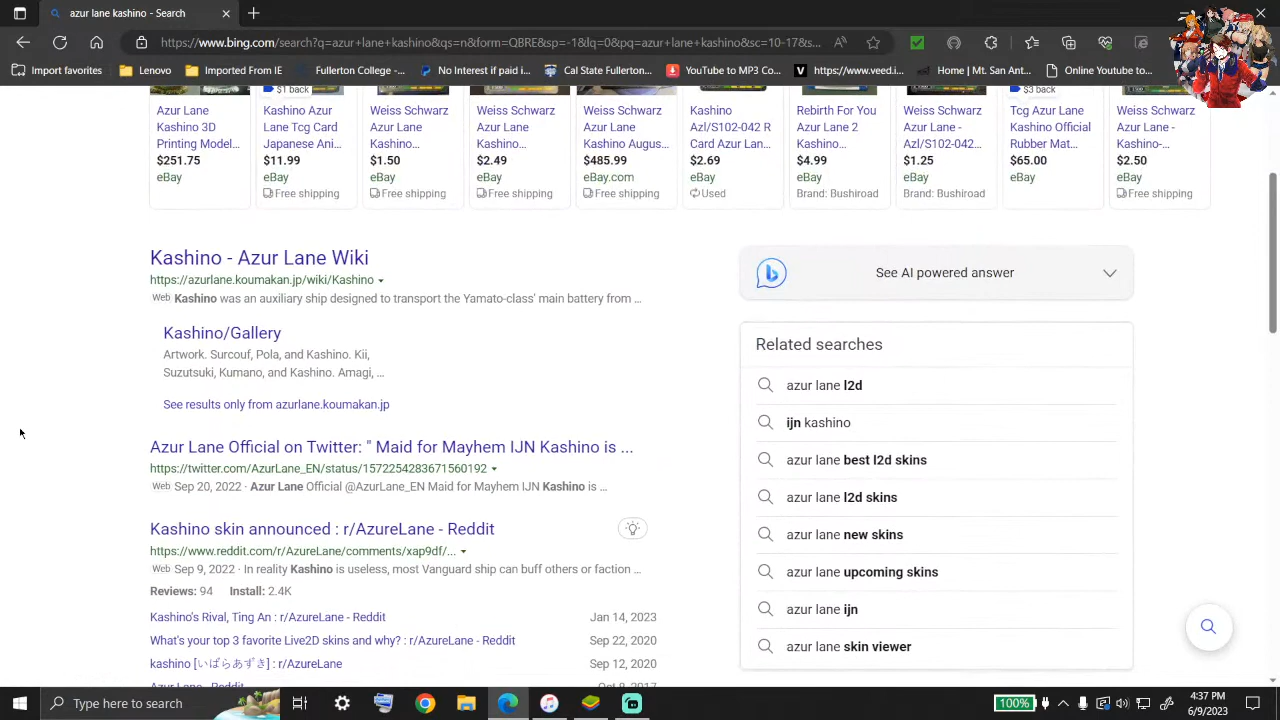 https://www.bing.com/search?q=azur+lane+kashino&qs=n&form=QBRE&sp=-1&lq=0&pq=azur+lane+kashino&sc=10-17&s...
Import favorites
Lenovo
Imported From IE
Fullerton College -...
No Interest if paid i...
Cal State Fullerton...
YouTube to MP3 Co...
https://www.veed.i...
Home | Mt. San Ant...
(1) One Collection...
$1 back
$3 back
Azur Lane Kashino 3D Printing Model...
$251.75
eBay
Kashino Azur Lane Tcg Card Japanese Ani...
$11.99
eBay
Free shipping
Weiss Schwarz Azur Lane Kashino...
$1.50
eBay
Free shipping
Weiss Schwarz Azur Lane Kashino...
$2.49
eBay
Free shipping
Weiss Schwarz Azur Lane Kashino Augus...
$485.99
eBay.com
Free shipping
Kashino Azl/S102-042 R Card Azur Lan...
$2.69
eBay
Used
Rebirth For You Azur Lane 2 Kashino...
$4.99
eBay
Brand: Bushiroad
Weiss Schwarz Azur Lane - Azl/S102-042...
$1.25
eBay
Brand: Bushiroad
Tcg Azur Lane Kashino Official Rubber Mat...
$65.00
eBay
Weiss Schwarz Azur Lane - Kashino-...
$2.50
eBay
Free shipping
Kashino - Azur Lane Wiki
https://azurlane.koumakan.jp/wiki/Kashino
Web Kashino was an auxiliary ship designed to transport the Yamato-class' main battery from ...
Kashino/Gallery
Artwork. Surcouf, Pola, and Kashino. Kii,
Suzutsuki, Kumano, and Kashino. Amagi, ...
See results only from azurlane.koumakan.jp
Azur Lane Official on Twitter: " Maid for Mayhem IJN Kashino is ...
https://twitter.com/AzurLane_EN/status/1572254283671560192
Web Sep 20, 2022 · Azur Lane Official @AzurLane_EN Maid for Mayhem IJN Kashino is ...
Kashino skin announced : r/AzureLane - Reddit
https://www.reddit.com/r/AzureLane/comments/xap9df/...
Web Sep 9, 2022 · In reality Kashino is useless, most Vanguard ship can buff others or faction ...
Reviews: 94 Install: 2.4K
Kashino's Rival, Ting An : r/AzureLane - Reddit Jan 14, 2023
What's your top 3 favorite Live2D skins and why? : r/AzureLane - Reddit Sep 22, 2020
kashino [いばらあずき] : r/AzureLane Sep 12, 2020
Azur Lane - Reddit Oct 8, 2017
See AI powered answer
Related searches
azur lane l2d
ijn kashino
azur lane best l2d skins
azur lane l2d skins
azur lane new skins
azur lane upcoming skins
azur lane ijn
azur lane skin viewer
Type here to search
100%
4:37 PM
6/9/2023